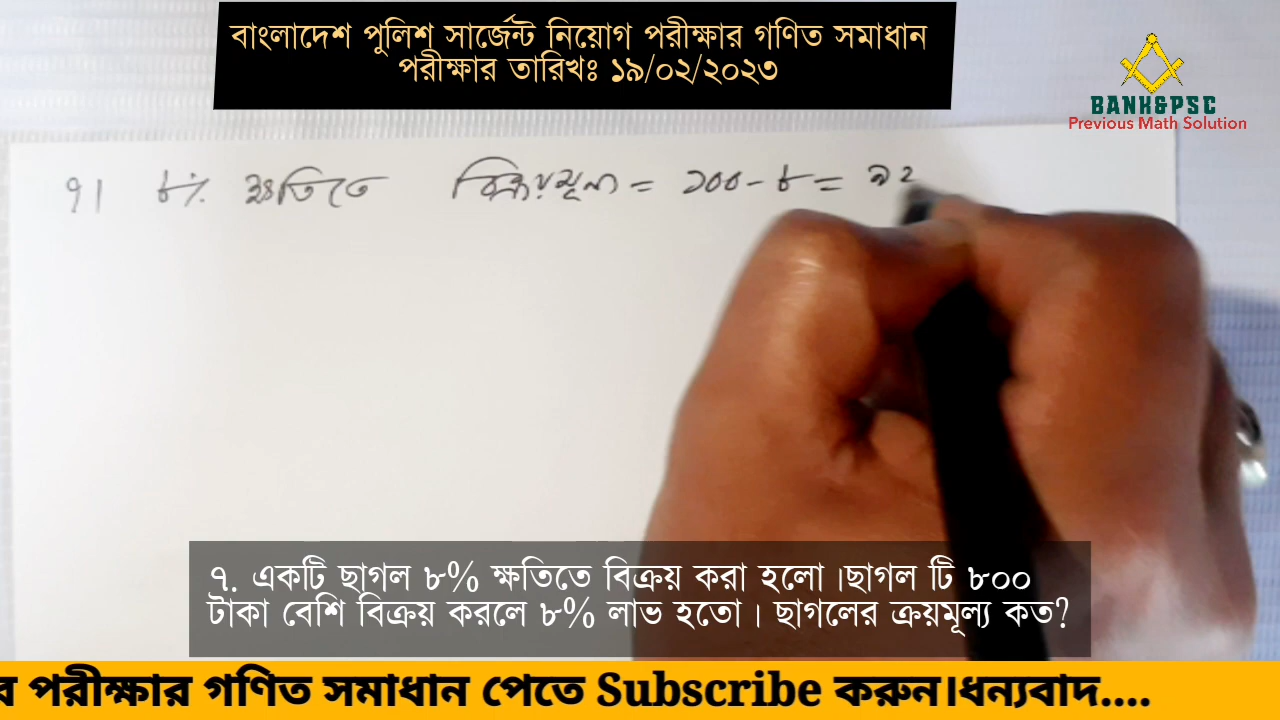 বাংলাদেশ পুলিশ সার্জেন্ট নিয়োগ পরীক্ষার গণিত সমাধান
পরীক্ষার তারিখঃ ১৯/০২/২০২৩
BANK&PSC
Previous Math Solution
৭। ৮% ক্ষতিতে বিক্রয়মূল্য = ১০০ - ৮ = ৯২
৭. একটি ছাগল ৮% ক্ষতিতে বিক্রয় করা হলো।ছাগল টি ৮০০
টাকা বেশি বিক্রয় করলে ৮% লাভ হতো। ছাগলের ক্রয়মূল্য কত?
পরীক্ষার গণিত সমাধান পেতে Subscribe করুন।ধন্যবাদ....